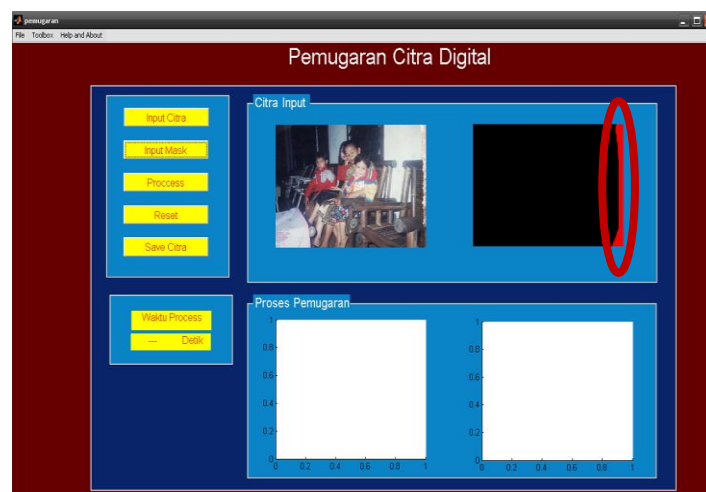 pemugaran
File Toolbox Help and About
Pemugaran Citra Digital
Input Citra
Input Mask
Proccess
Reset
Save Citra
Citra Input
Waktu Process
--- Detik
Proses Pemugaran
1
0.8
0.6
0.4
0.2
0
0 0.2 0.4 0.6 0.8 1
1
0.8
0.6
0.4
0.2
0
0 0.2 0.4 0.6 0.8 1